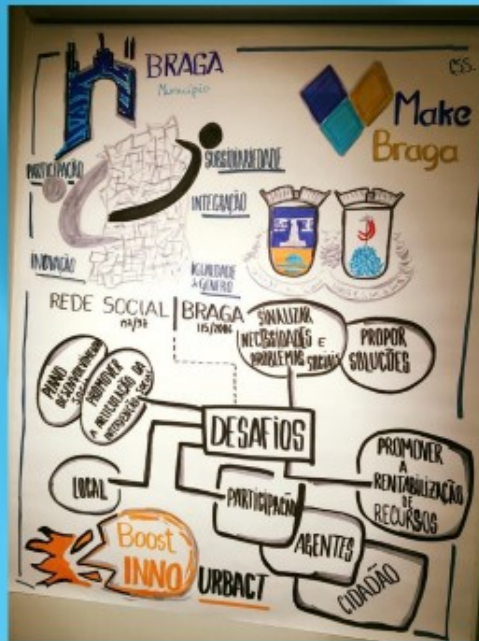 BRAGA
Município
CSS.
Make
Braga
PARTICIPAÇÃO
SUBSIDIARIEDADE
INTEGRAÇÃO
INOVAÇÃO
IGUALDADE
DE GÉNERO
REDE SOCIAL | BRAGA
SINALIZAR
NECESSIDADES E
PROBLEMAS SOCIAIS
PROPOR
SOLUÇÕES
PLANO
DESENVOLVIMENTO
SOCIAL
PROMOVER
A ARTICULAÇÃO DA
INTERVENÇÃO SOCIAL
DESAFIOS
LOCAL
PARTICIPAÇÃO
AGENTES
CIDADÃO
PROMOVER
A
RENTABILIZAÇÃO
DE
RECURSOS
Boost
INNO
URBACT